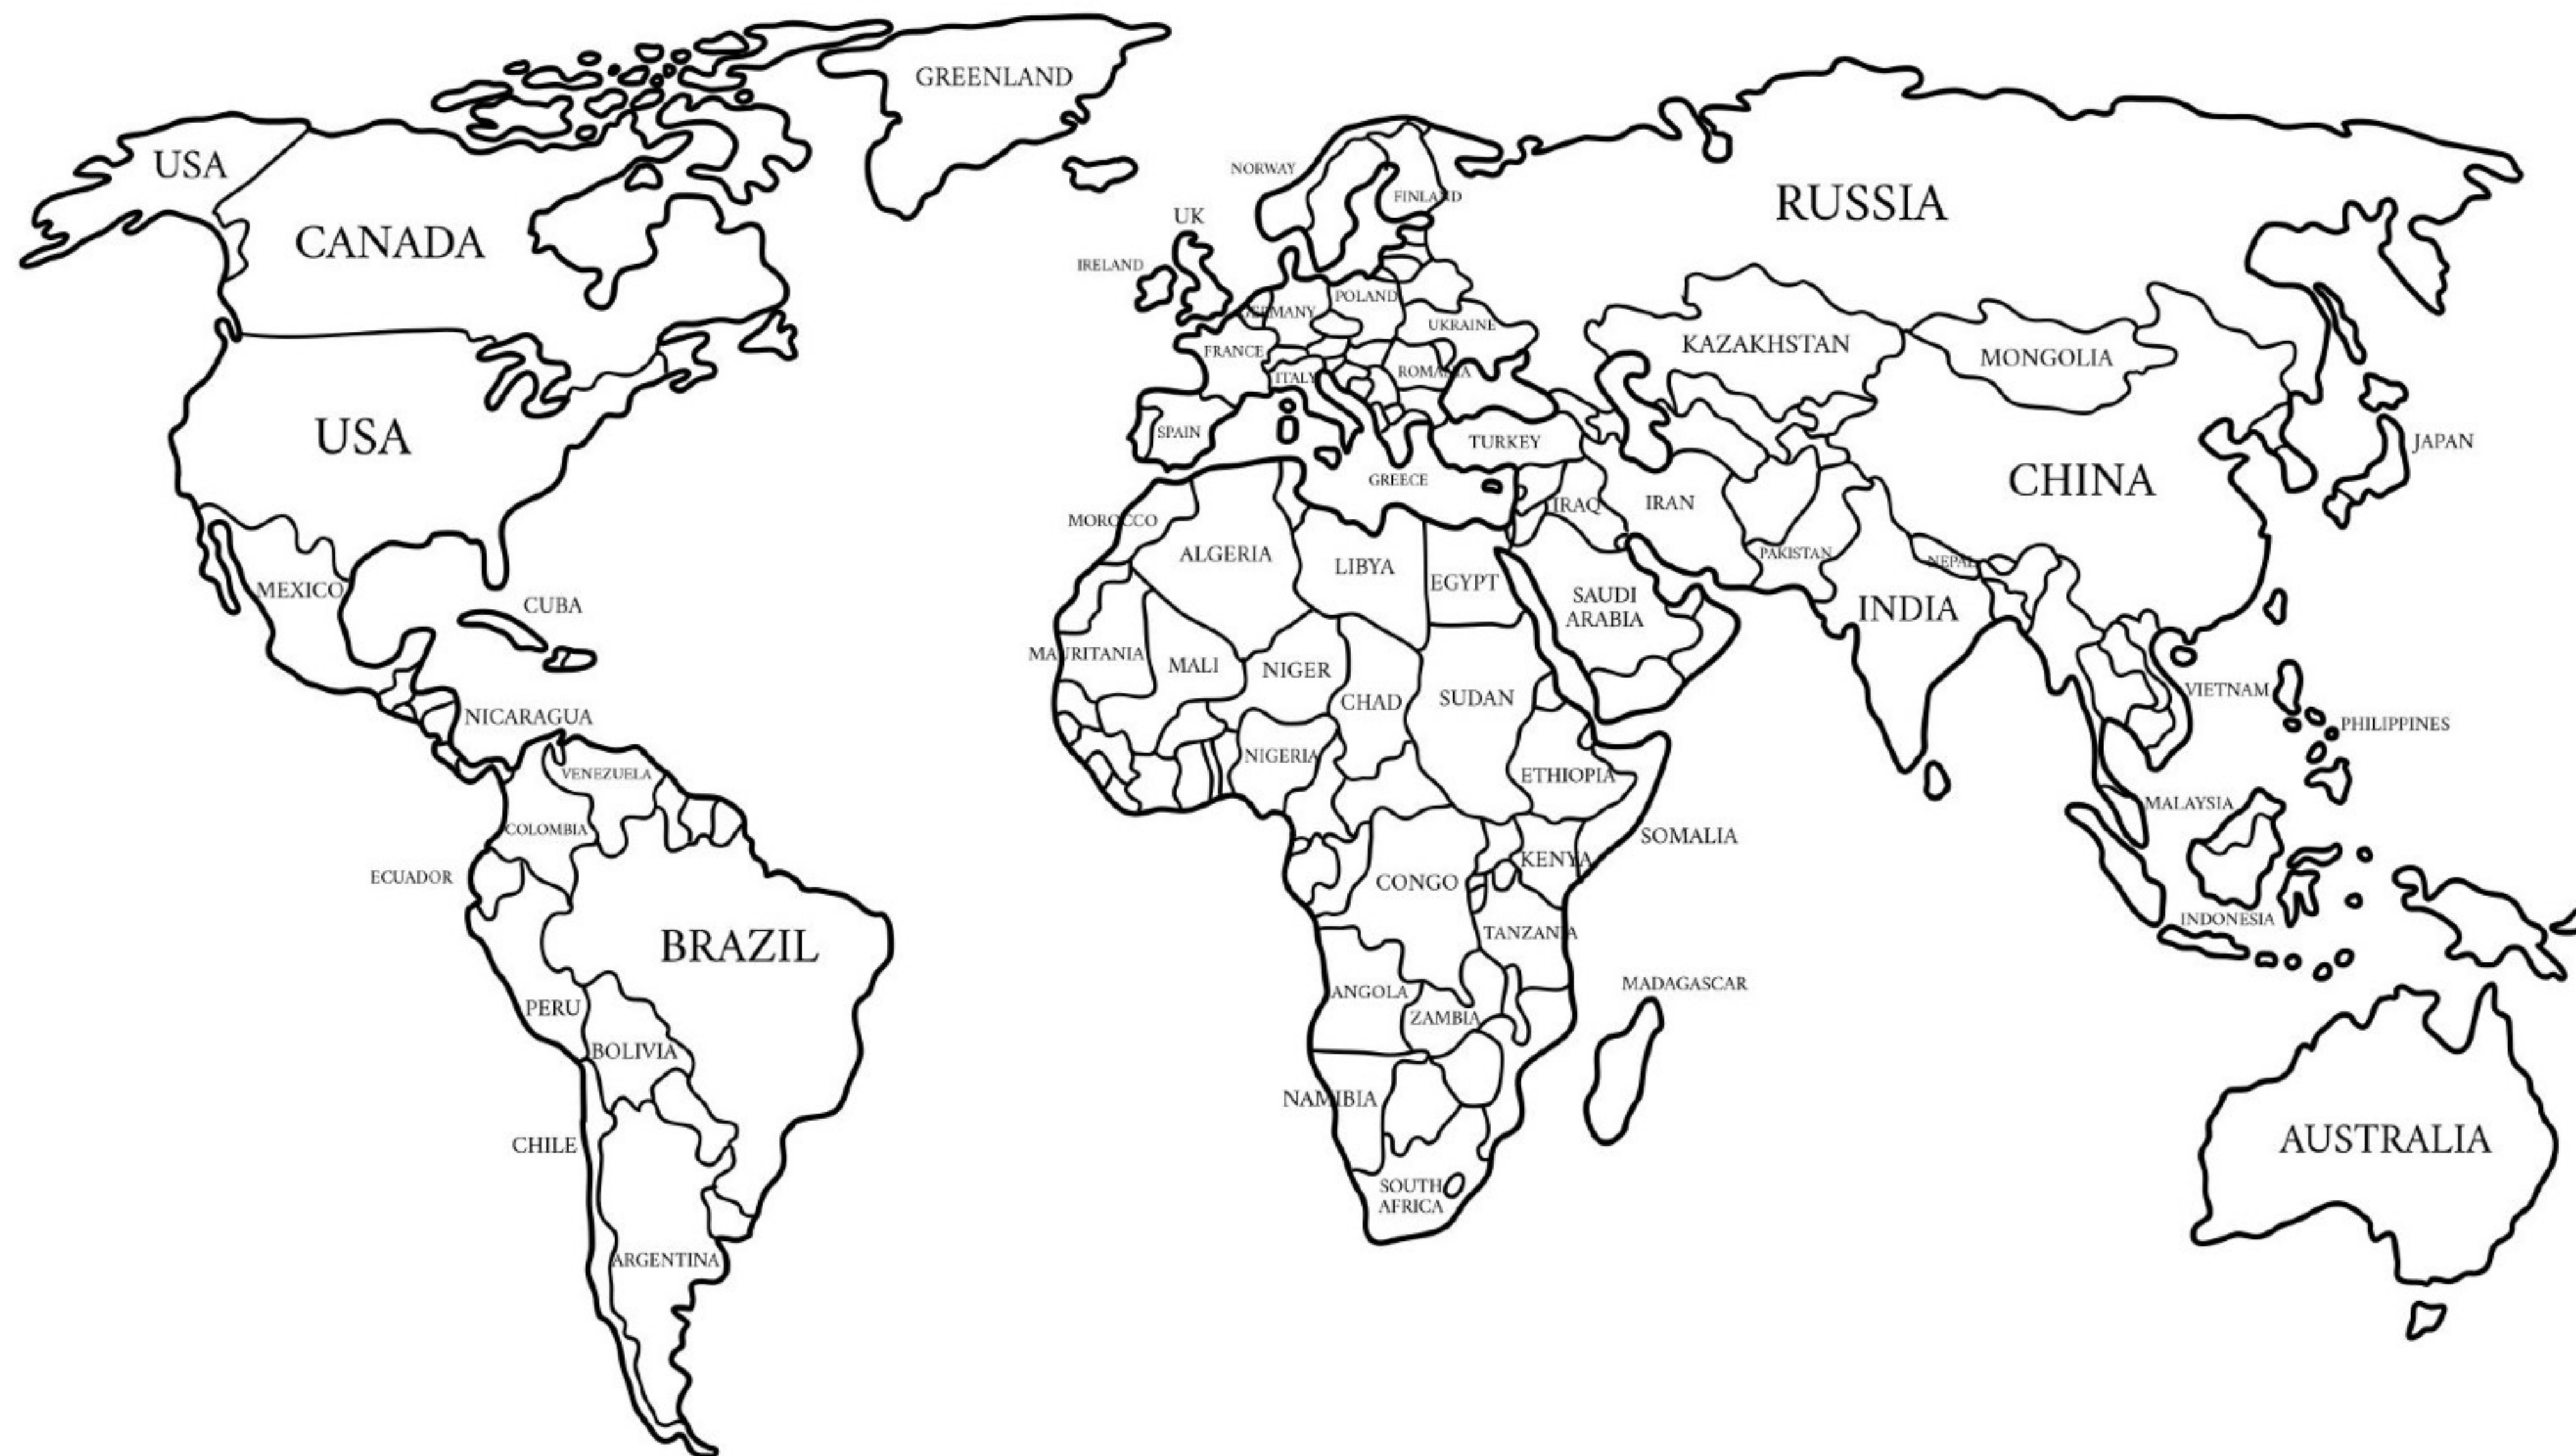 GREENLAND
USA
CANADA
NORWAY
FINLAND
RUSSIA
UK
IRELAND
GERMANY
POLAND
UKRAINE
FRANCE
ITALY
ROMANIA
KAZAKHSTAN
MONGOLIA
USA
SPAIN
TURKEY
GREECE
CHINA
JAPAN
MOROCCO
IRAQ
IRAN
ALGERIA
LIBYA
EGYPT
PAKISTAN
NEPAL
MEXICO
CUBA
SAUDI
ARABIA
INDIA
MAURITANIA
MALI
NIGER
CHAD
SUDAN
VIETNAM
PHILIPPINES
NICARAGUA
VENEZUELA
NIGERIA
ETHIOPIA
MALAYSIA
COLOMBIA
SOMALIA
ECUADOR
CONGO
KENYA
INDONESIA
BRAZIL
TANZANIA
PERU
ANGOLA
ZAMBIA
MADAGASCAR
BOLIVIA
NAMIBIA
CHILE
AUSTRALIA
SOUTH
AFRICA
ARGENTINA